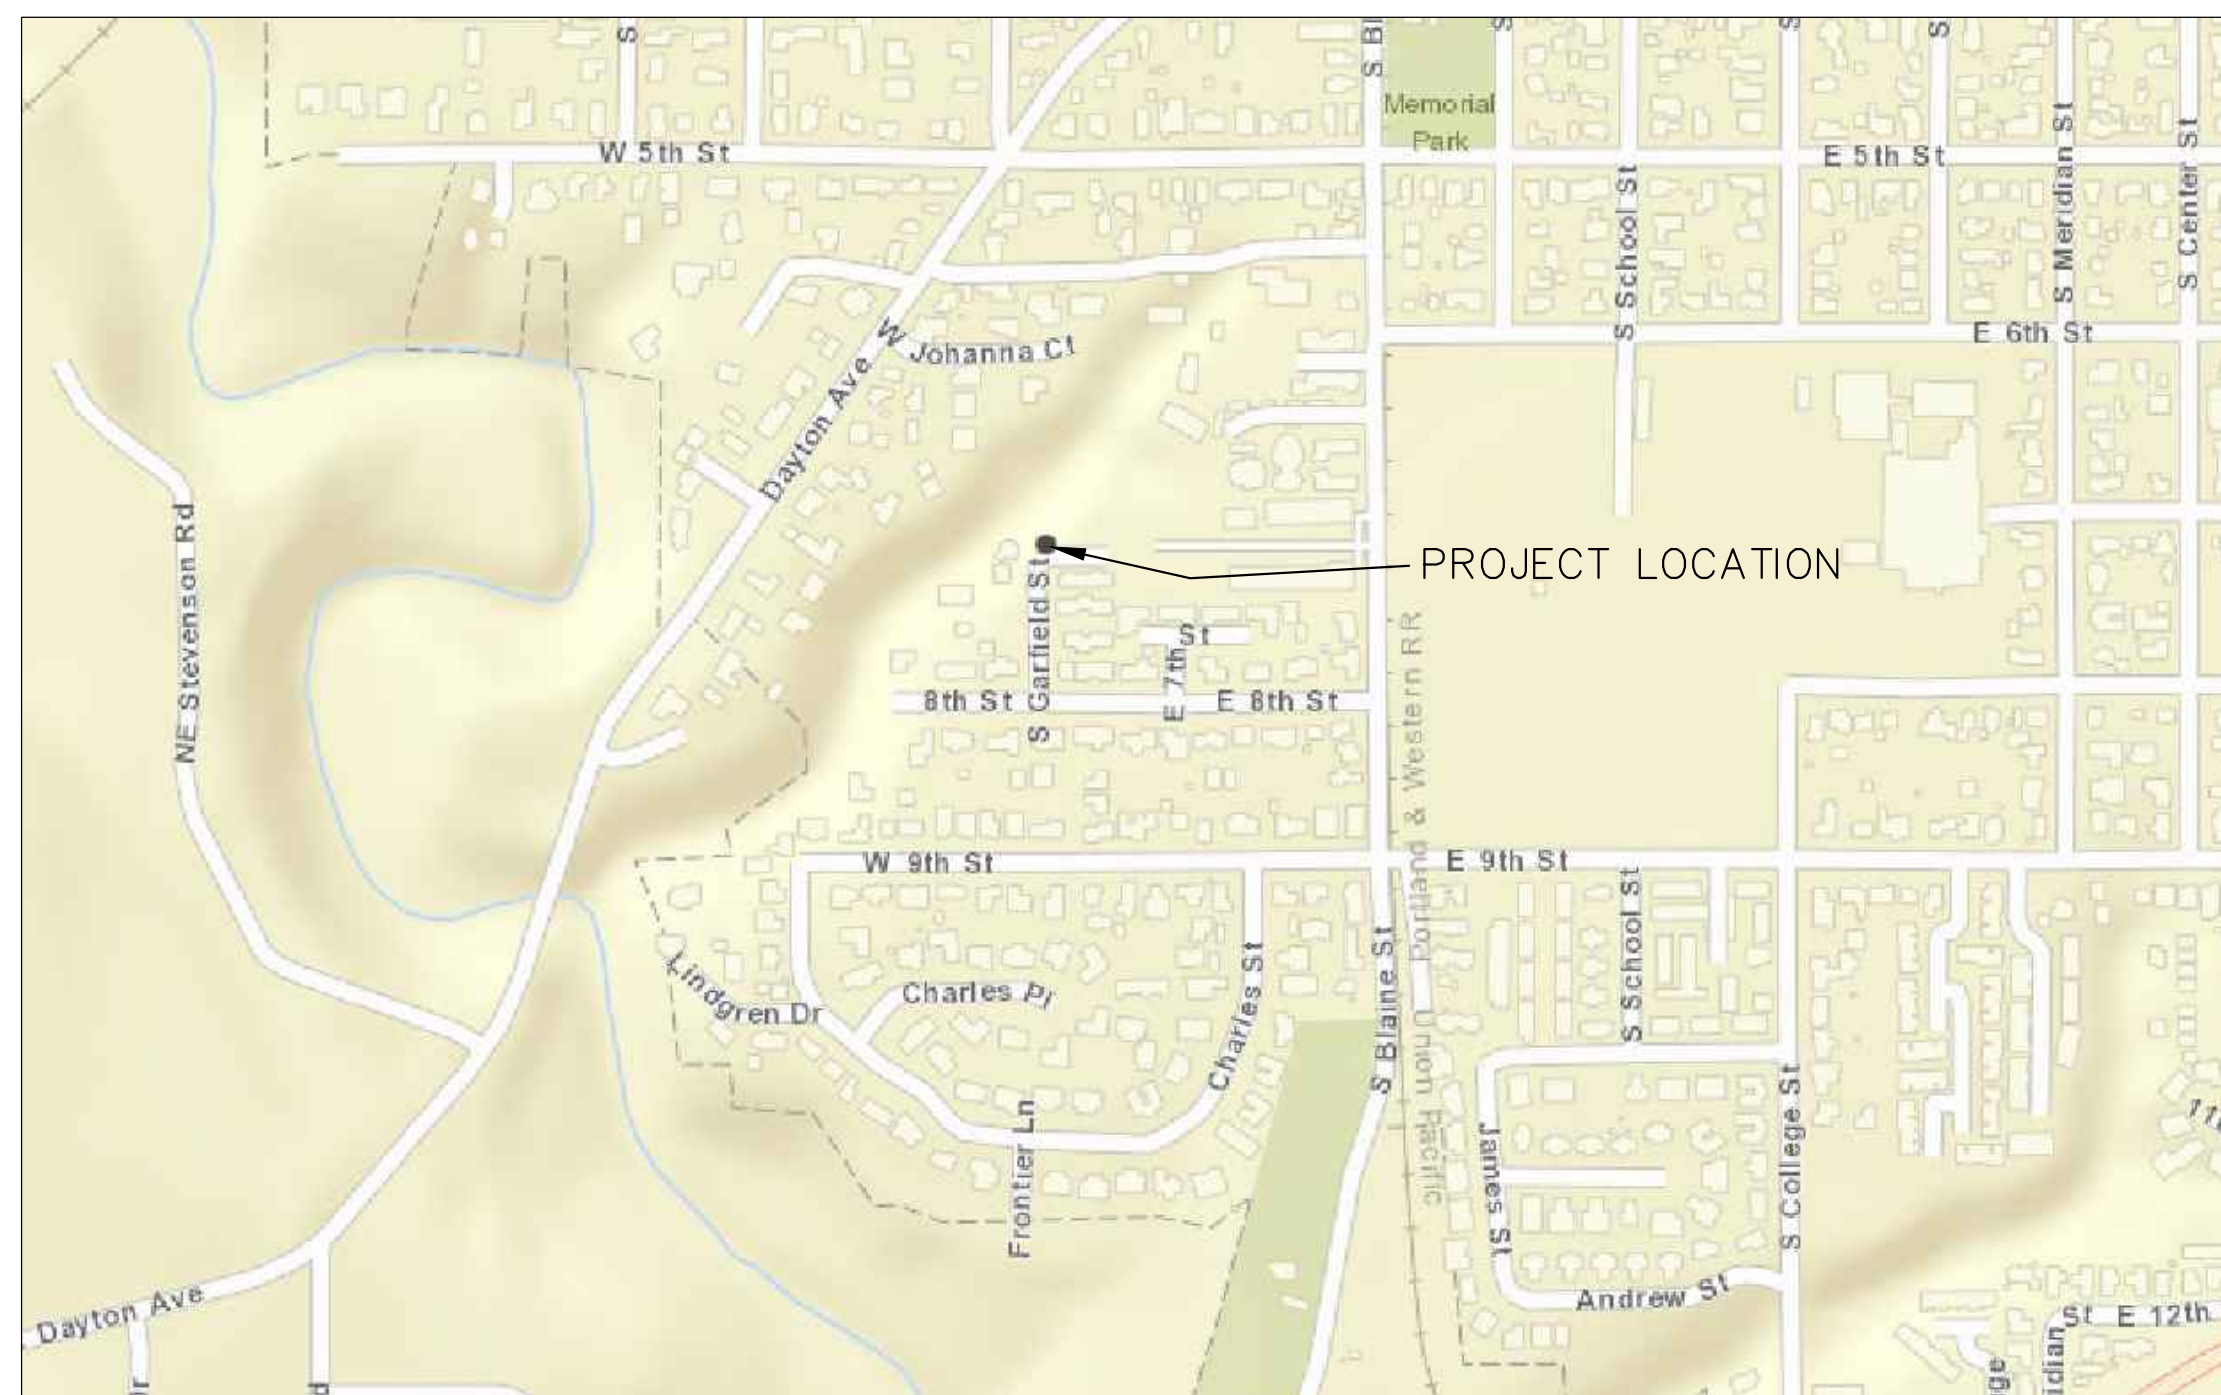 S
S Bl
S
S
S
Memorial
Park
W 5th St
E 5th St
S School St
S Meridian St
S Center St
E 6th St
W Johanna Ct
Dayton Ave
NE Stevenson Rd
PROJECT LOCATION
S Garfield St
E 7th St
8th St
E 8th St
Portland & Western RR
W 9th St
E 9th St
S School St
Lindgren Dr
Charles Pl
Charles St
S Blaine St
Union Pacific
Frontier Ln
James St
S College St
Andrew St
Dayton Ave
St
E 12th
idian
ge